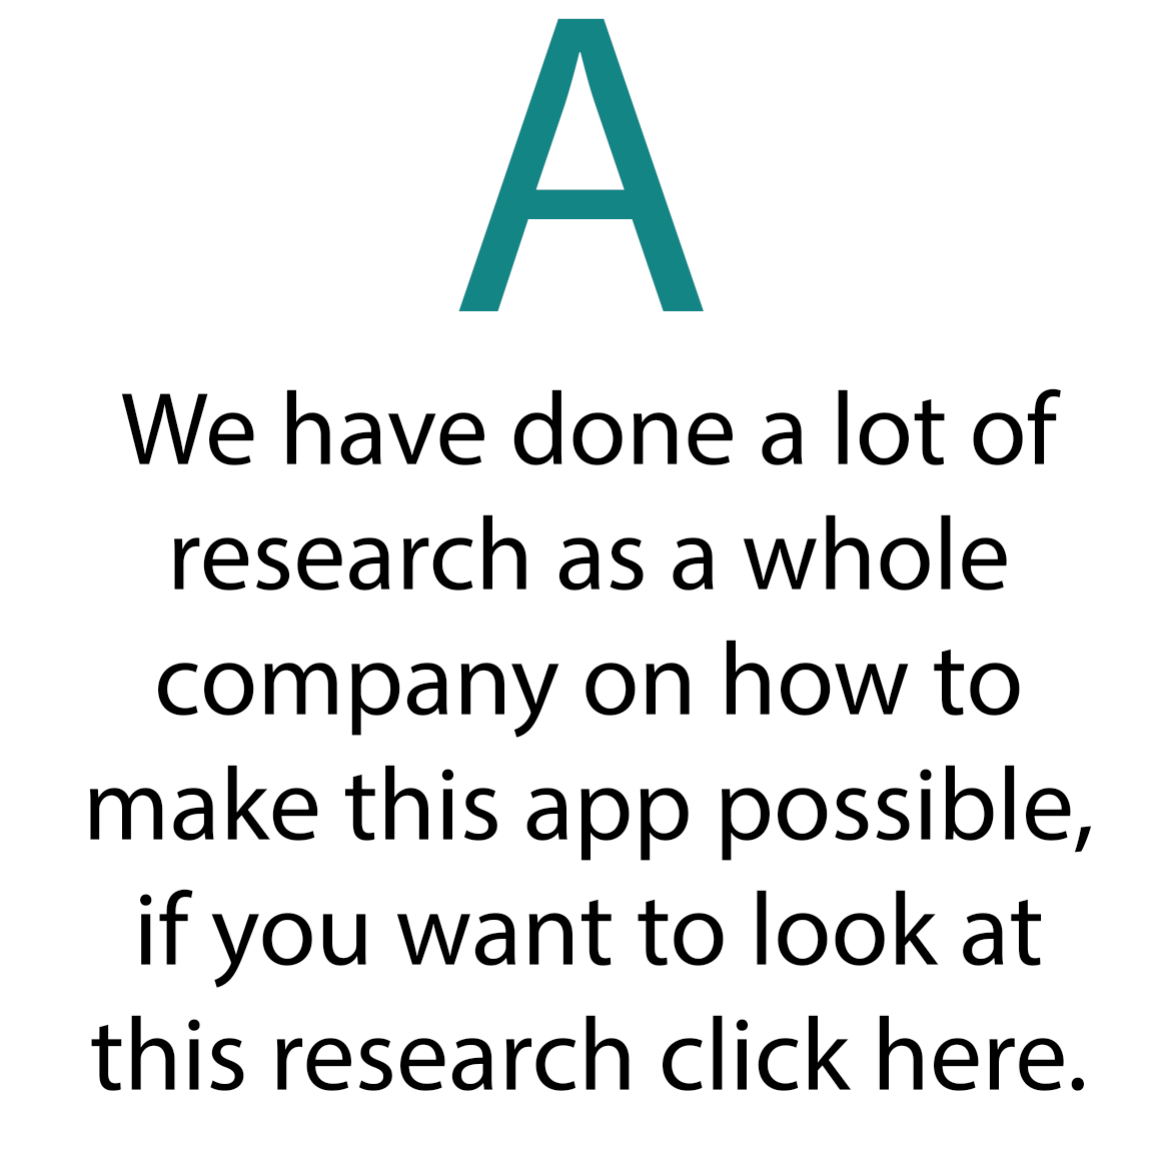 A
We have done a lot of
research as a whole
company on how to
make this app possible,
if you want to look at
this research click here.